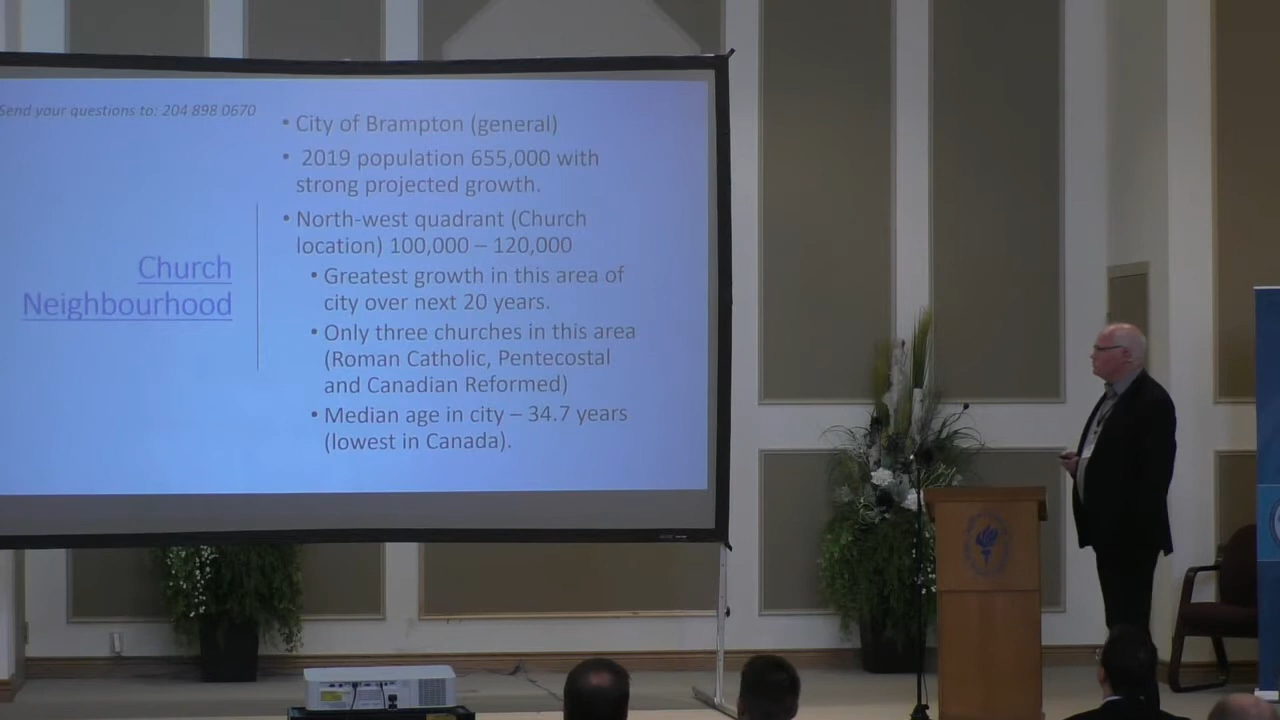 Send your questions to: 204 898 0670
Church
Neighbourhood
• City of Brampton (general)
• 2019 population 655,000 with
strong projected growth.
• North-west quadrant (Church
location) 100,000 – 120,000
• Greatest growth in this area of
city over next 20 years.
• Only three churches in this area
(Roman Catholic, Pentecostal
and Canadian Reformed)
• Median age in city – 34.7 years
(lowest in Canada).